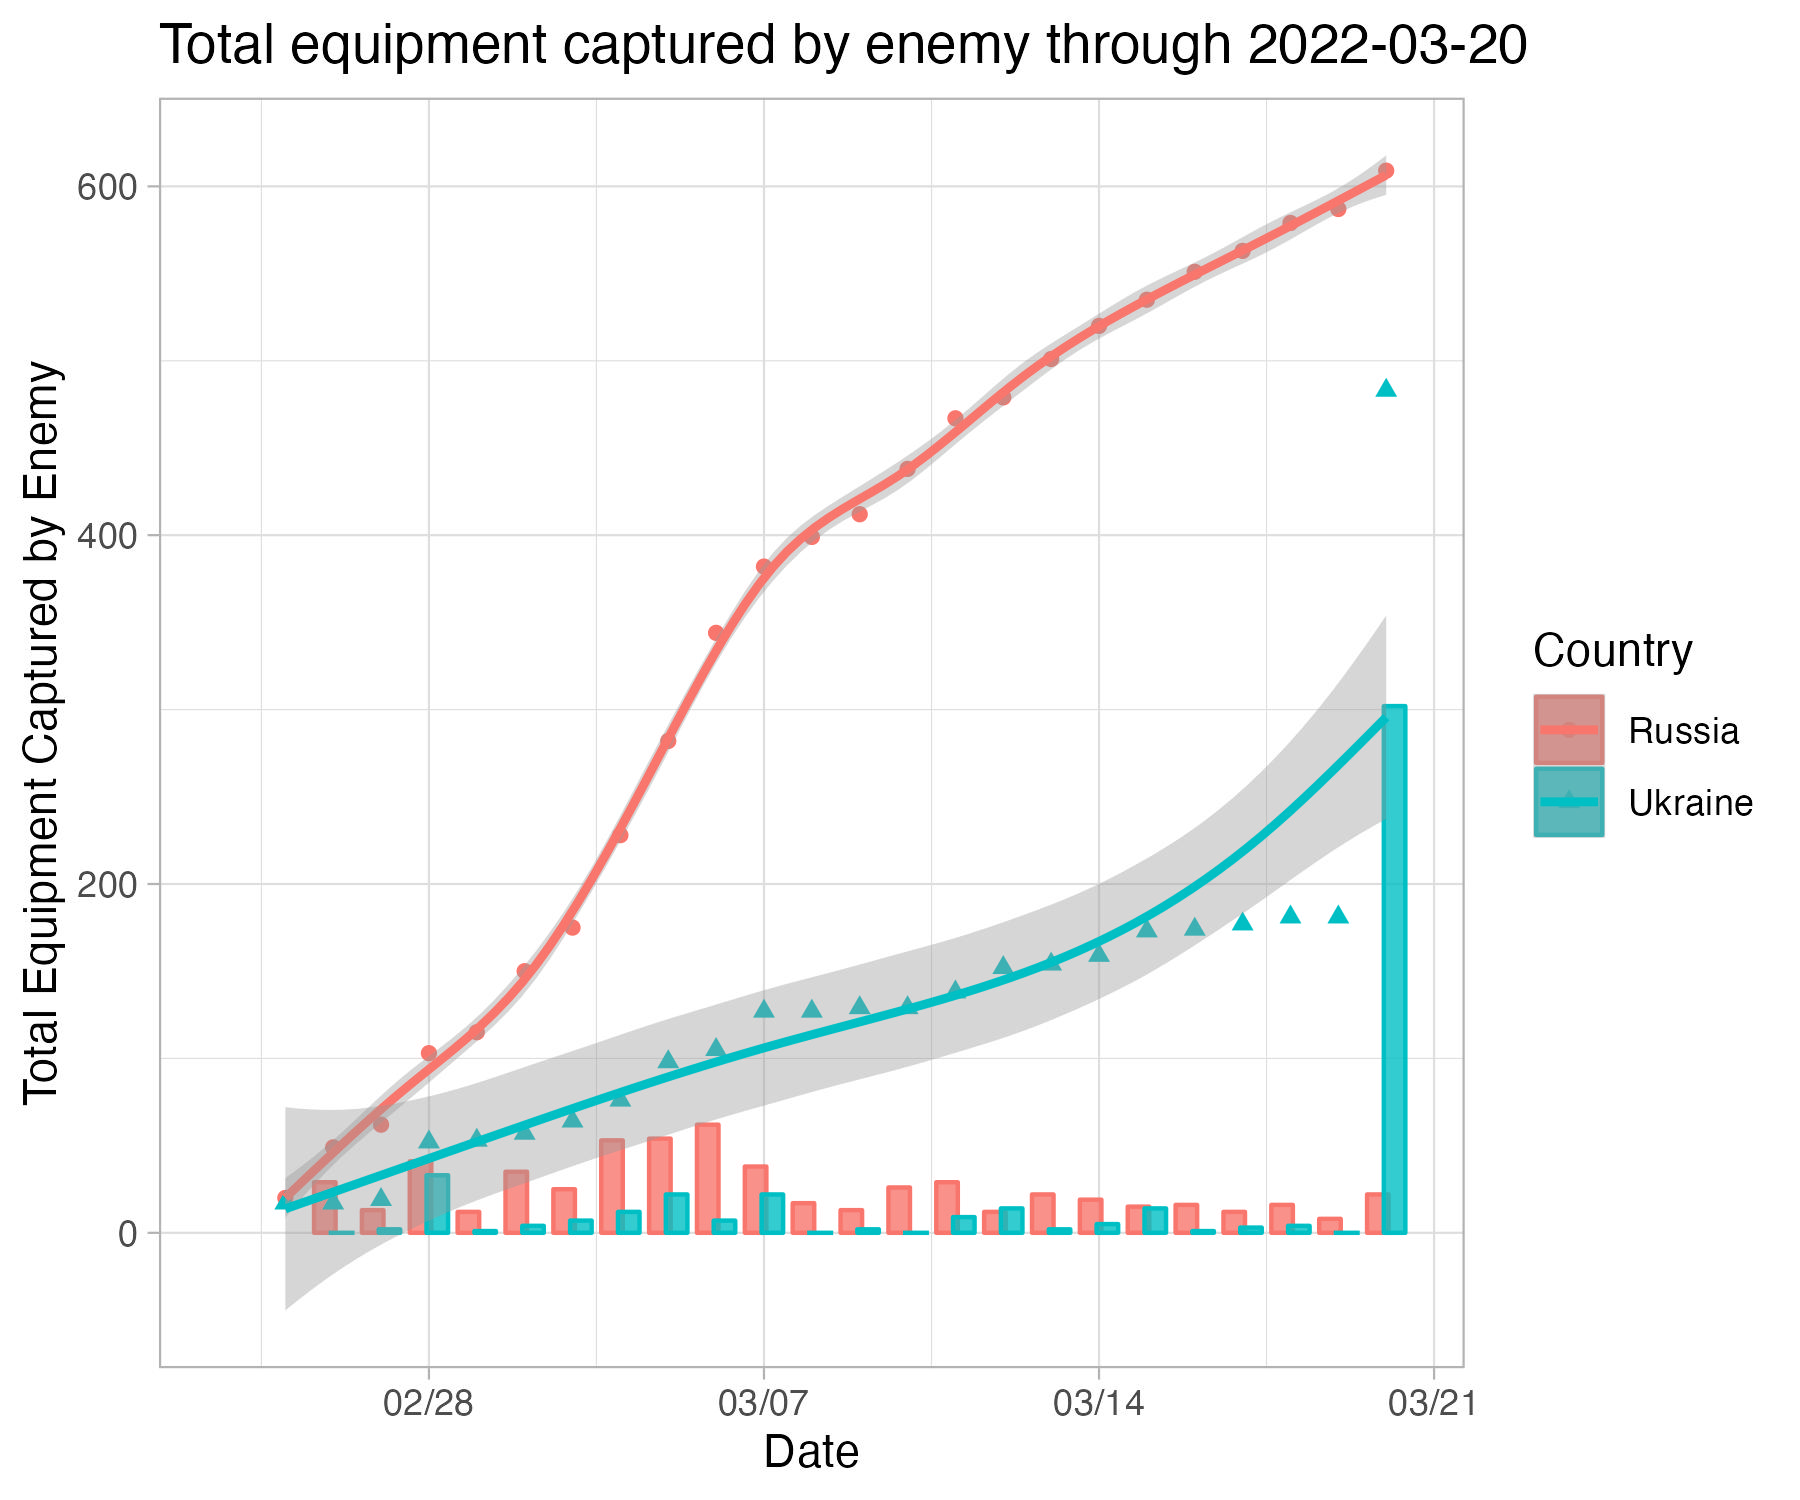 Total equipment captured by enemy through 2022-03-20
Total Equipment Captured by Enemy
600
400
200
0
02/28
03/07
03/14
03/21
Date
Country
Russia
Ukraine